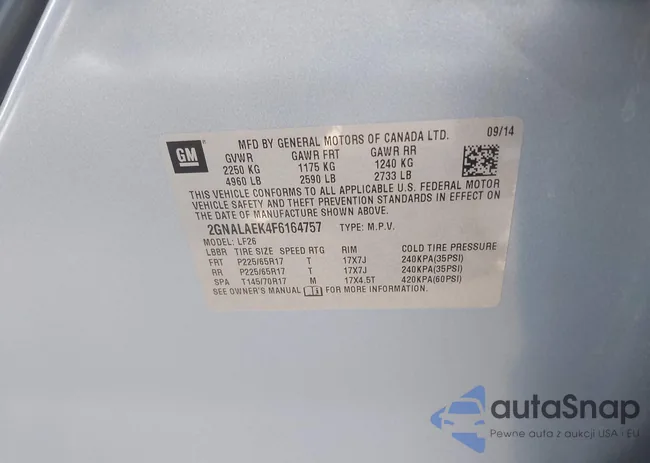 GM
MFD BY GENERAL MOTORS OF CANADA LTD. 09/14
GVWR GAWR FRT GAWR RR
2250 KG 1175 KG 1240 KG
4960 LB 2590 LB 2733 LB
THIS VEHICLE CONFORMS TO ALL APPLICABLE U.S. FEDERAL MOTOR
VEHICLE SAFETY AND THEFT PREVENTION STANDARDS IN EFFECT
ON THE DATE OF MANUFACTURE SHOWN ABOVE.
2GNALAEK4F6164757 TYPE: M.P.V.
MODEL: LF26
LBBR TIRE SIZE SPEED RTG RIM COLD TIRE PRESSURE
FRT P225/65R17 T 17X7J 240KPA(35PSI)
RR P225/65R17 T 17X7J 240KPA(35PSI)
SPA T145/70R17 M 17X4.5T 420KPA(60PSI)
SEE OWNER'S MANUAL FOR MORE INFORMATION.
autoSnap
Pewne auta z aukcji USA i EU